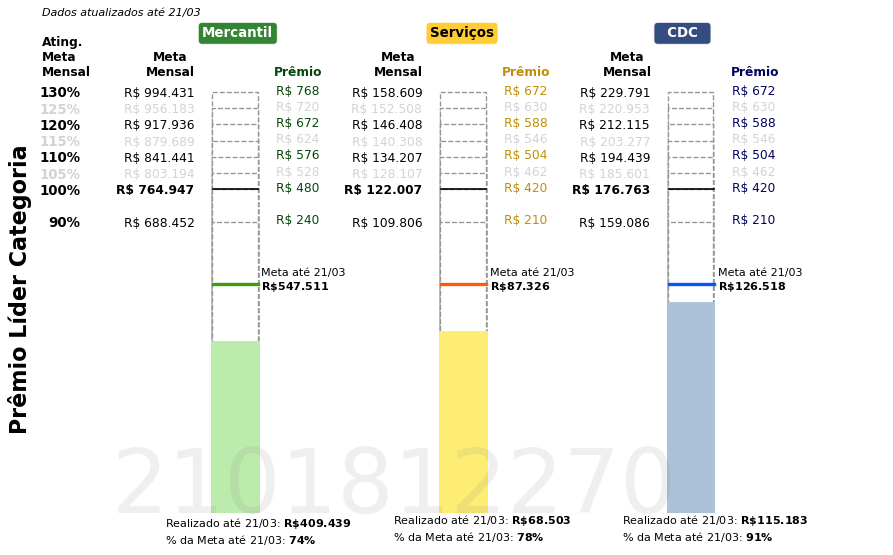 Dados atualizados até 21/03
Mercantil Serviços CDC
Ating. Meta Mensal Meta Mensal Prêmio Meta Mensal Prêmio Meta Mensal Prêmio
130% R$ 994.431 R$ 768 R$ 158.609 R$ 672 R$ 229.791 R$ 672
125% R$ 956.183 R$ 720 R$ 152.508 R$ 630 R$ 220.953 R$ 630
120% R$ 917.936 R$ 672 R$ 146.408 R$ 588 R$ 212.115 R$ 588
115% R$ 879.689 R$ 624 R$ 140.308 R$ 546 R$ 203.277 R$ 546
110% R$ 841.441 R$ 576 R$ 134.207 R$ 504 R$ 194.439 R$ 504
105% R$ 803.194 R$ 528 R$ 128.107 R$ 462 R$ 185.601 R$ 462
100% R$ 764.947 R$ 480 R$ 122.007 R$ 420 R$ 176.763 R$ 420
90% R$ 688.452 R$ 240 R$ 109.806 R$ 210 R$ 159.086 R$ 210
Prêmio Líder Categoria
Meta até 21/03 Meta até 21/03 Meta até 21/03
R$547.511 R$87.326 R$126.518
2101812270
Realizado até 21/03: R$409.439 Realizado até 21/03: R$68.503 Realizado até 21/03: R$115.183
% da Meta até 21/03: 74% % da Meta até 21/03: 78% % da Meta até 21/03: 91%